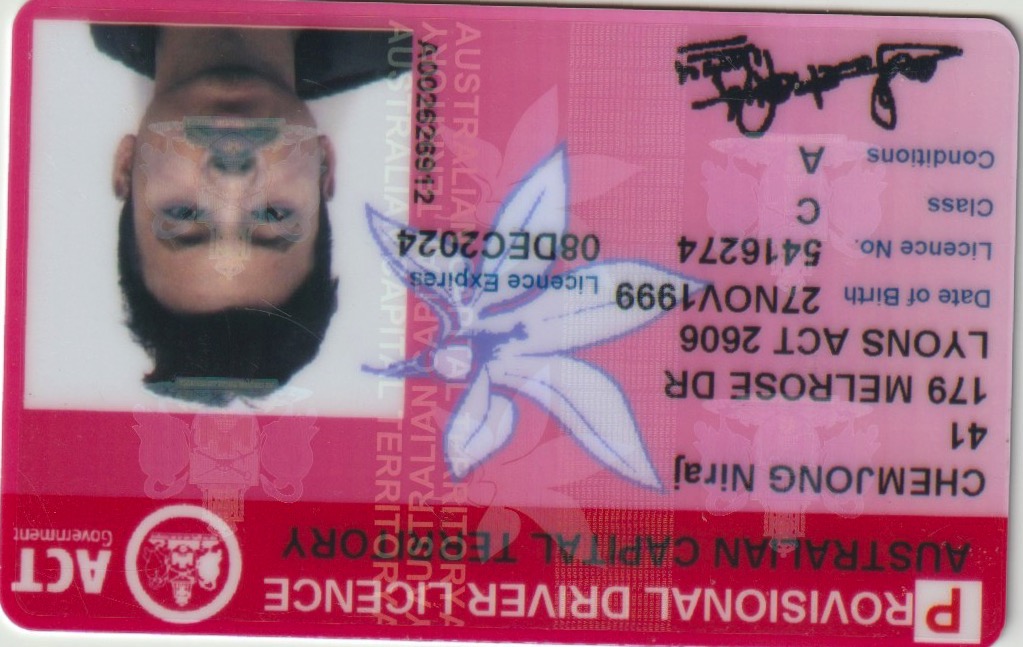 PROVISIONAL DRIVER LICENCE
AUSTRALIAN CAPITAL TERRITORY
ACT
Government
CHEMJONG Niraj
41
179 MELROSE DR
LYONS ACT 2606
Date of Birth 27NOV1999
Licence No. 5416274
Class C
Conditions A
Licence Expires
08DEC2024
A002626912
AUSTRALIAN CAPITAL TERRITORY
AUSTRALIAN CAPITAL TERRITORY
AUSTRALIAN CAPITAL TERRITORY